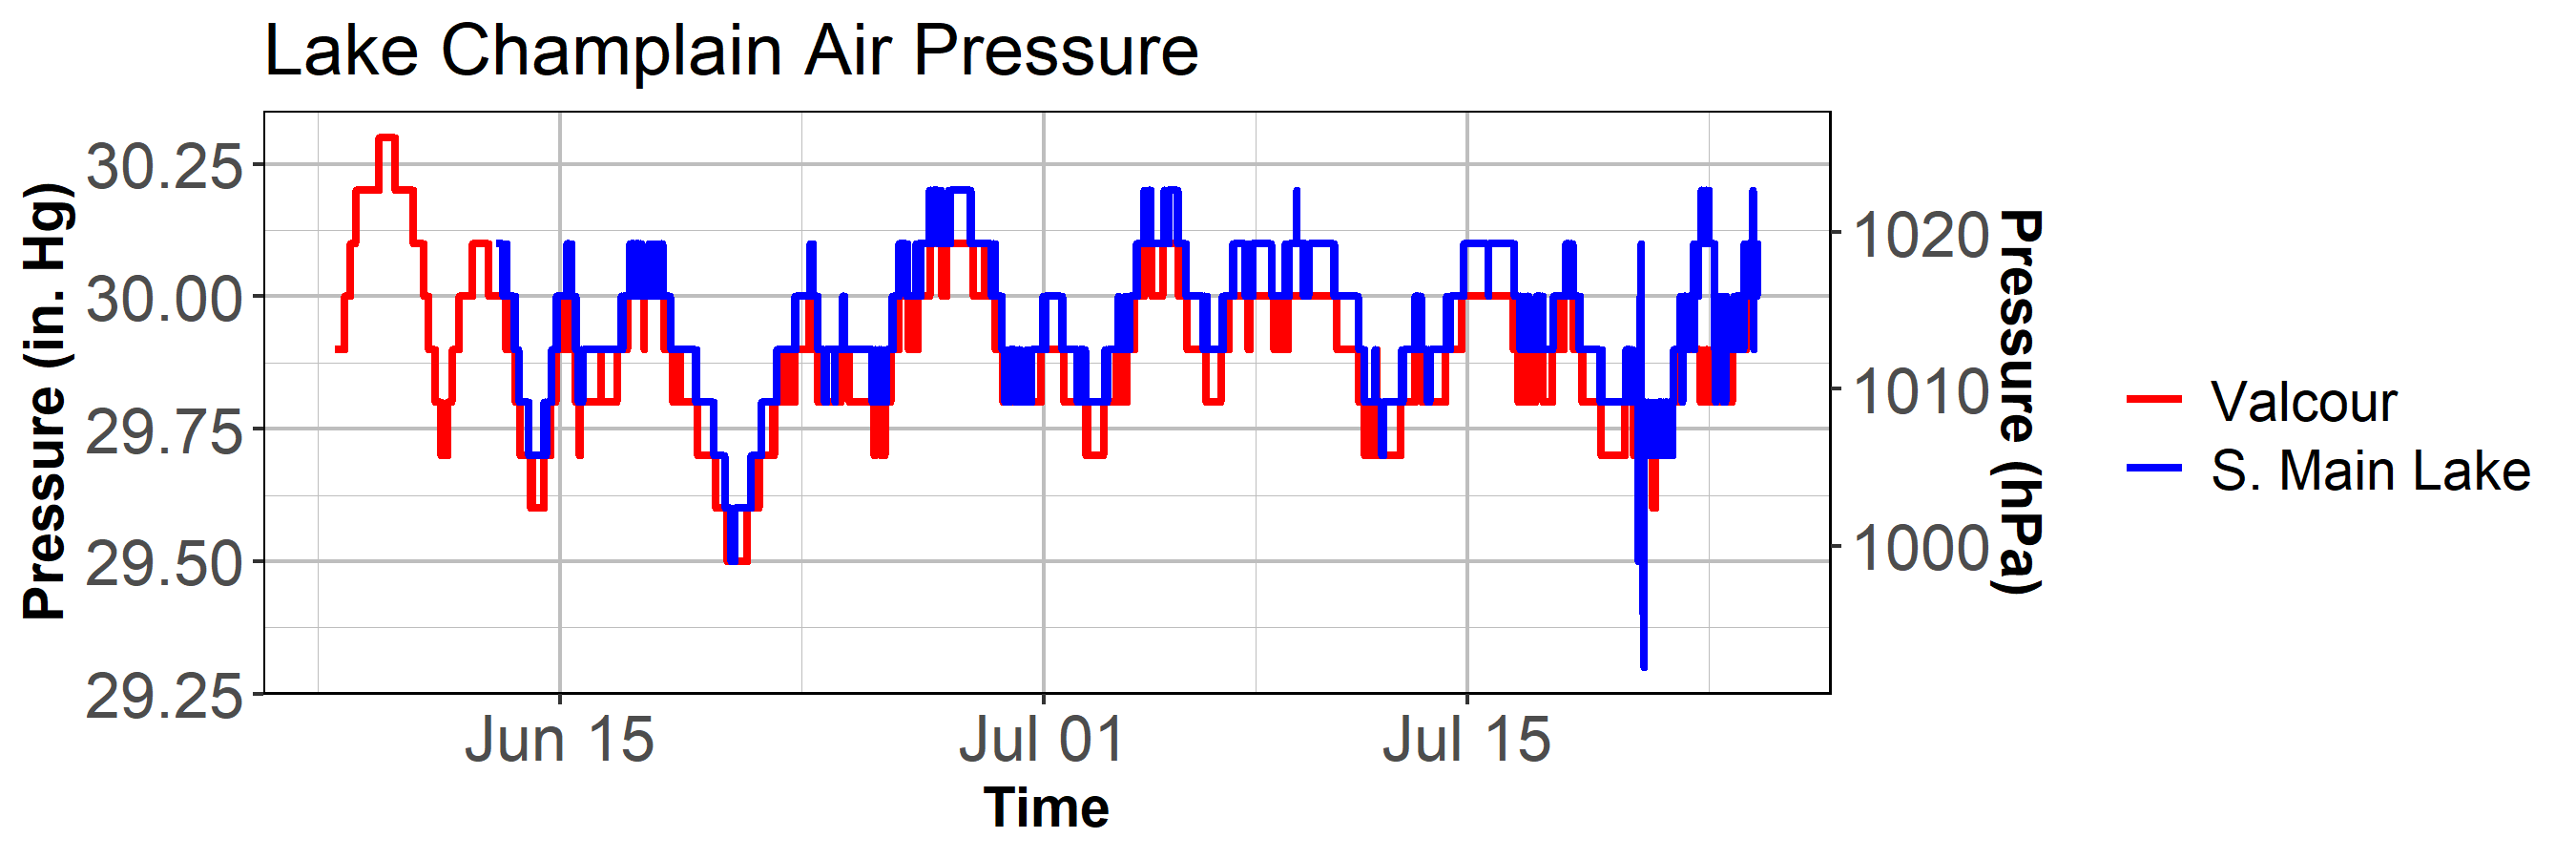 Lake Champlain Air Pressure
Pressure (in. Hg)
30.25
30.00
29.75
29.50
29.25
1020
1010
1000
Pressure (hPa)
Jun 15
Jul 01
Jul 15
Time
Valcour
S. Main Lake